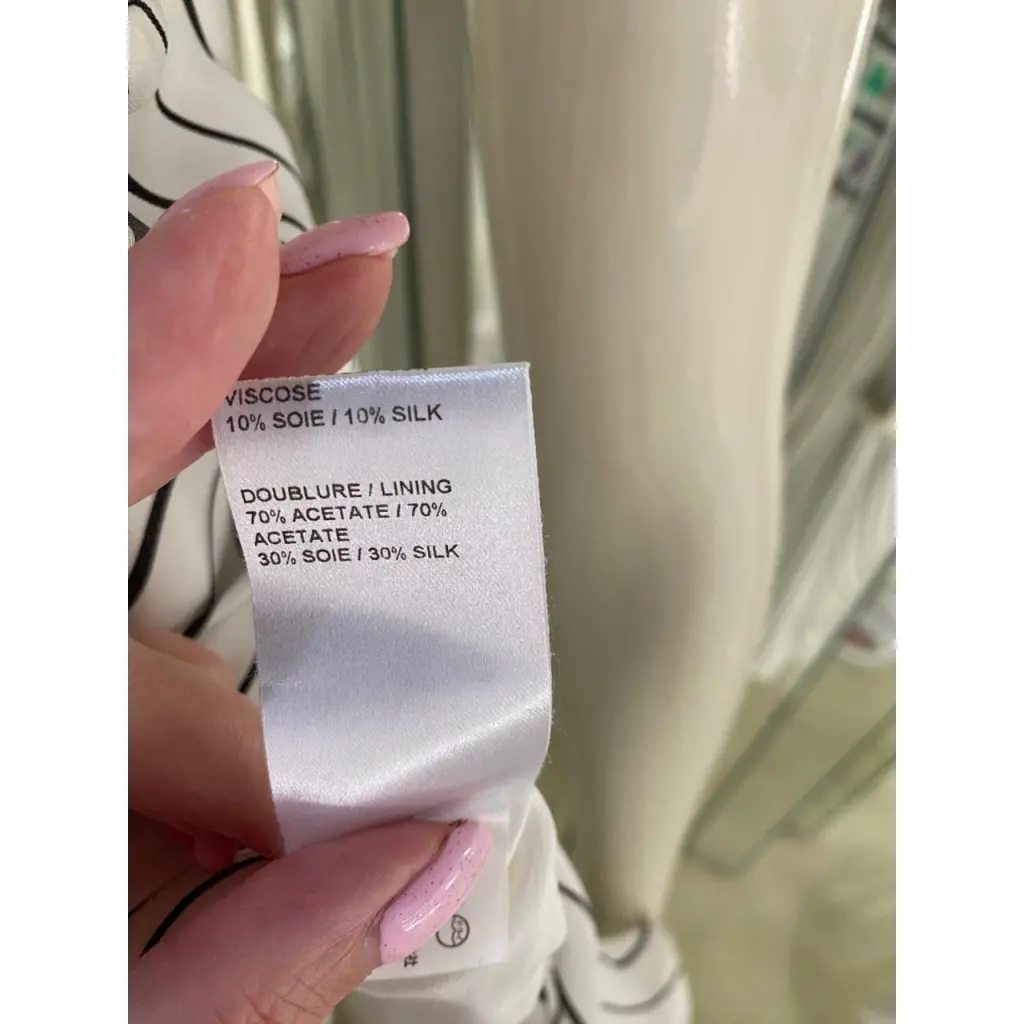 VISCOSE
10% SOIE / 10% SILK
DOUBLURE / LINING
70% ACETATE / 70%
ACETATE
30% SOIE / 30% SILK